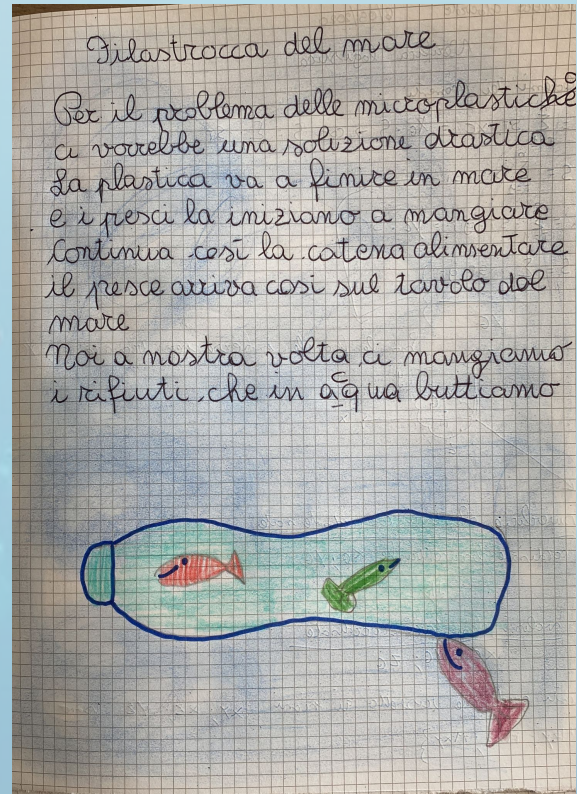 Filastrocca del mare
Per il problema delle microplastiche
ci vorrebbe una soluzione drastica
La plastica va a finire in mare
e i pesci la iniziano a mangiare
Continua così la catena alimentare
il pesce arriva così sul tavolo dal
mare
Noi a nostra volta ci mangiamo
i rifiuti, che in acqua buttiamo